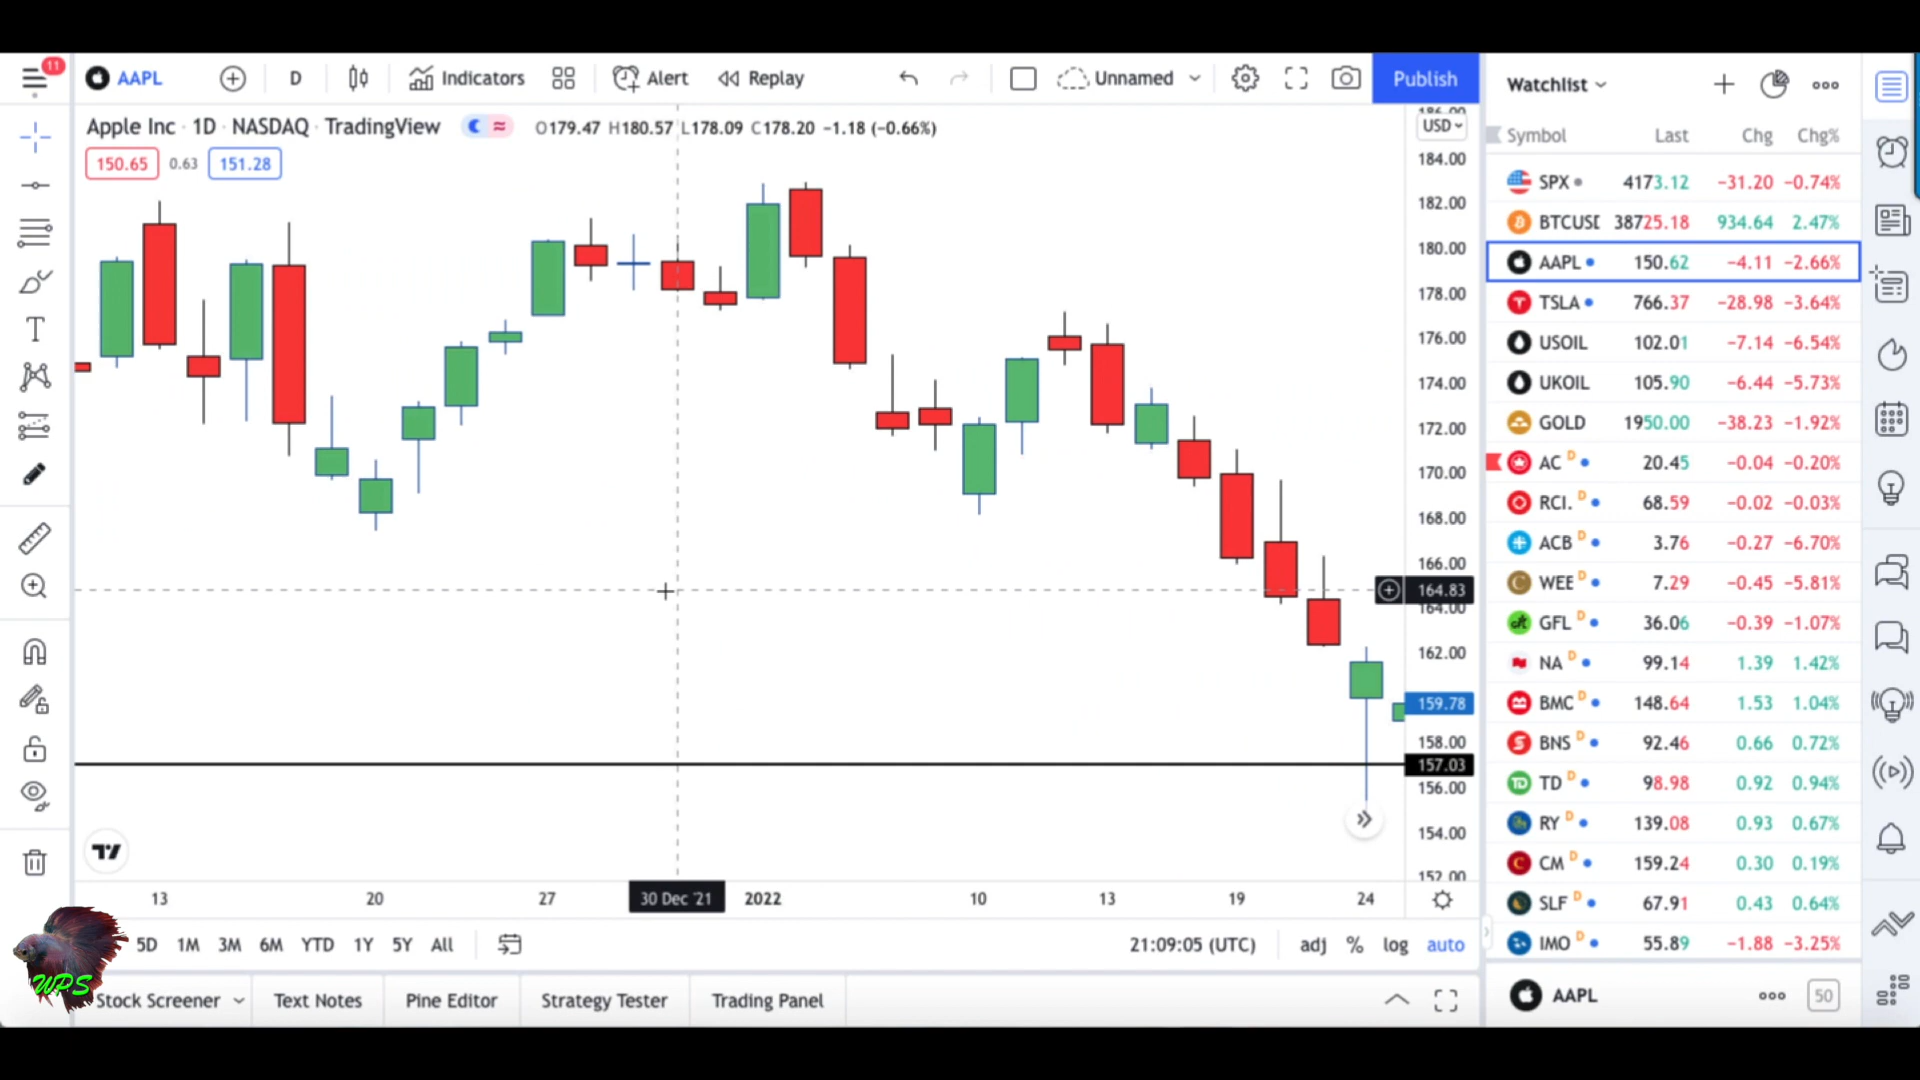 11
AAPL D Indicators Alert Replay Unnamed Publish
Apple Inc · 1D · NASDAQ · TradingView O179.47 H180.57 L178.09 C178.20 −1.18 (−0.66%)
150.65 0.63 151.28
USD
184.00
182.00
180.00
178.00
176.00
174.00
172.00
170.00
168.00
166.00
164.83
164.00
162.00
159.78
158.00
157.03
156.00
154.00
152.00
13 20 27 30 Dec '21 2022 10 13 19 24
5D 1M 3M 6M YTD 1Y 5Y All 21:09:05 (UTC) adj % log auto
WPS
Stock Screener Text Notes Pine Editor Strategy Tester Trading Panel
Watchlist
Symbol Last Chg Chg%
SPX 4173.12 −31.20 −0.74%
BTCUSD 38725.18 934.64 2.47%
AAPL 150.62 −4.11 −2.66%
TSLA 766.37 −28.98 −3.64%
USOIL 102.01 −7.14 −6.54%
UKOIL 105.90 −6.44 −5.73%
GOLD 1950.00 −38.23 −1.92%
AC D 20.45 −0.04 −0.20%
RCI. D 68.59 −0.02 −0.03%
ACB D 3.76 −0.27 −6.70%
WEE D 7.29 −0.45 −5.81%
GFL D 36.06 −0.39 −1.07%
NA D 99.14 1.39 1.42%
BMC D 148.64 1.53 1.04%
BNS D 92.46 0.66 0.72%
TD D 98.98 0.92 0.94%
RY D 139.08 0.93 0.67%
CM D 159.24 0.30 0.19%
SLF D 67.91 0.43 0.64%
IMO D 55.89 −1.88 −3.25%
AAPL 50